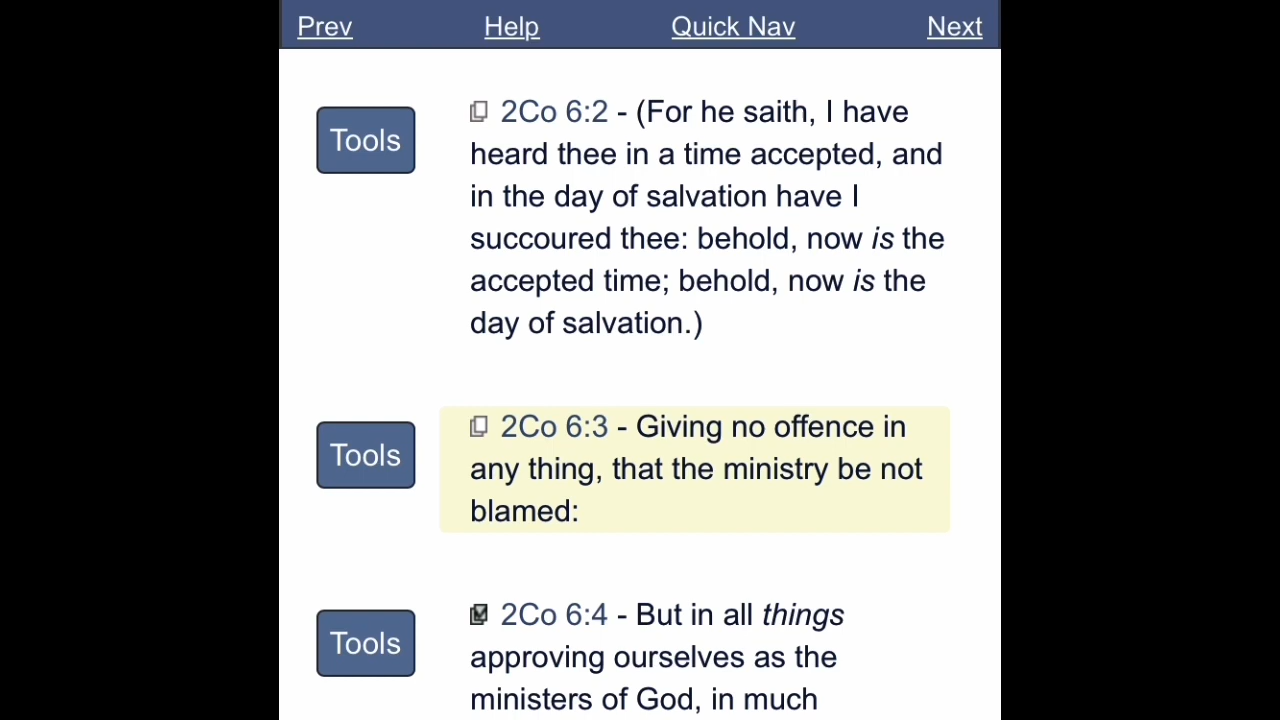 Prev Help Quick Nav Next
Tools
2Co 6:2 - (For he saith, I have
heard thee in a time accepted, and
in the day of salvation have I
succoured thee: behold, now is the
accepted time; behold, now is the
day of salvation.)
Tools
2Co 6:3 - Giving no offence in
any thing, that the ministry be not
blamed:
Tools
2Co 6:4 - But in all things
approving ourselves as the
ministers of God, in much